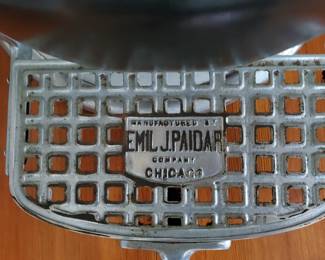 MANUFACTURED BY
EMIL J. PAIDAR
COMPANY
CHICAGO